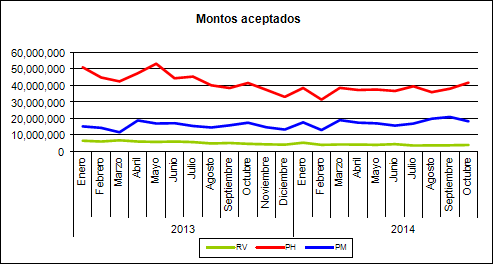 Montos aceptados
60,000,000
50,000,000
40,000,000
30,000,000
20,000,000
10,000,000
0
Enero
Febrero
Marzo
Abril
Mayo
Junio
Julio
Agosto
Septiembre
Octubre
Noviembre
Diciembre
Enero
Febrero
Marzo
Abril
Mayo
Junio
Julio
Agosto
Septiembre
Octubre
2013
2014
RV
PH
PM